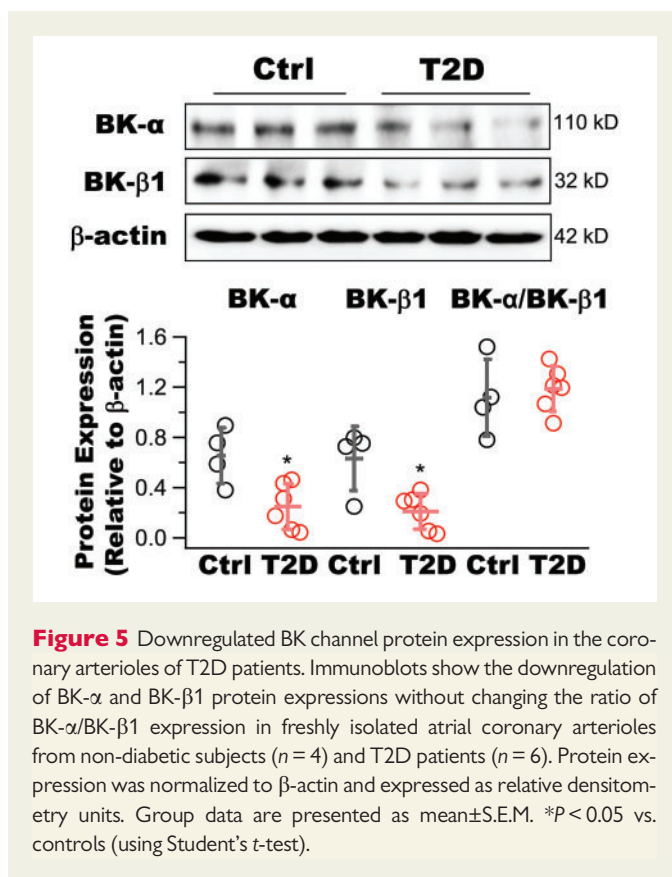 Ctrl T2D
BK-α 110 kD
BK-β1 32 kD
β-actin 42 kD
BK-α BK-β1 BK-α/BK-β1
Protein Expression
(Relative to β-actin)
1.6
1.2
0.8
0.4
0.0
* *
Ctrl T2D Ctrl T2D Ctrl T2D
Figure 5 Downregulated BK channel protein expression in the coro-
nary arterioles of T2D patients. Immunoblots show the downregulation
of BK-α and BK-β1 protein expressions without changing the ratio of
BK-α/BK-β1 expression in freshly isolated atrial coronary arterioles
from non-diabetic subjects (n = 4) and T2D patients (n = 6). Protein ex-
pression was normalized to β-actin and expressed as relative densitom-
etry units. Group data are presented as mean±S.E.M. *P < 0.05 vs.
controls (using Student's t-test).